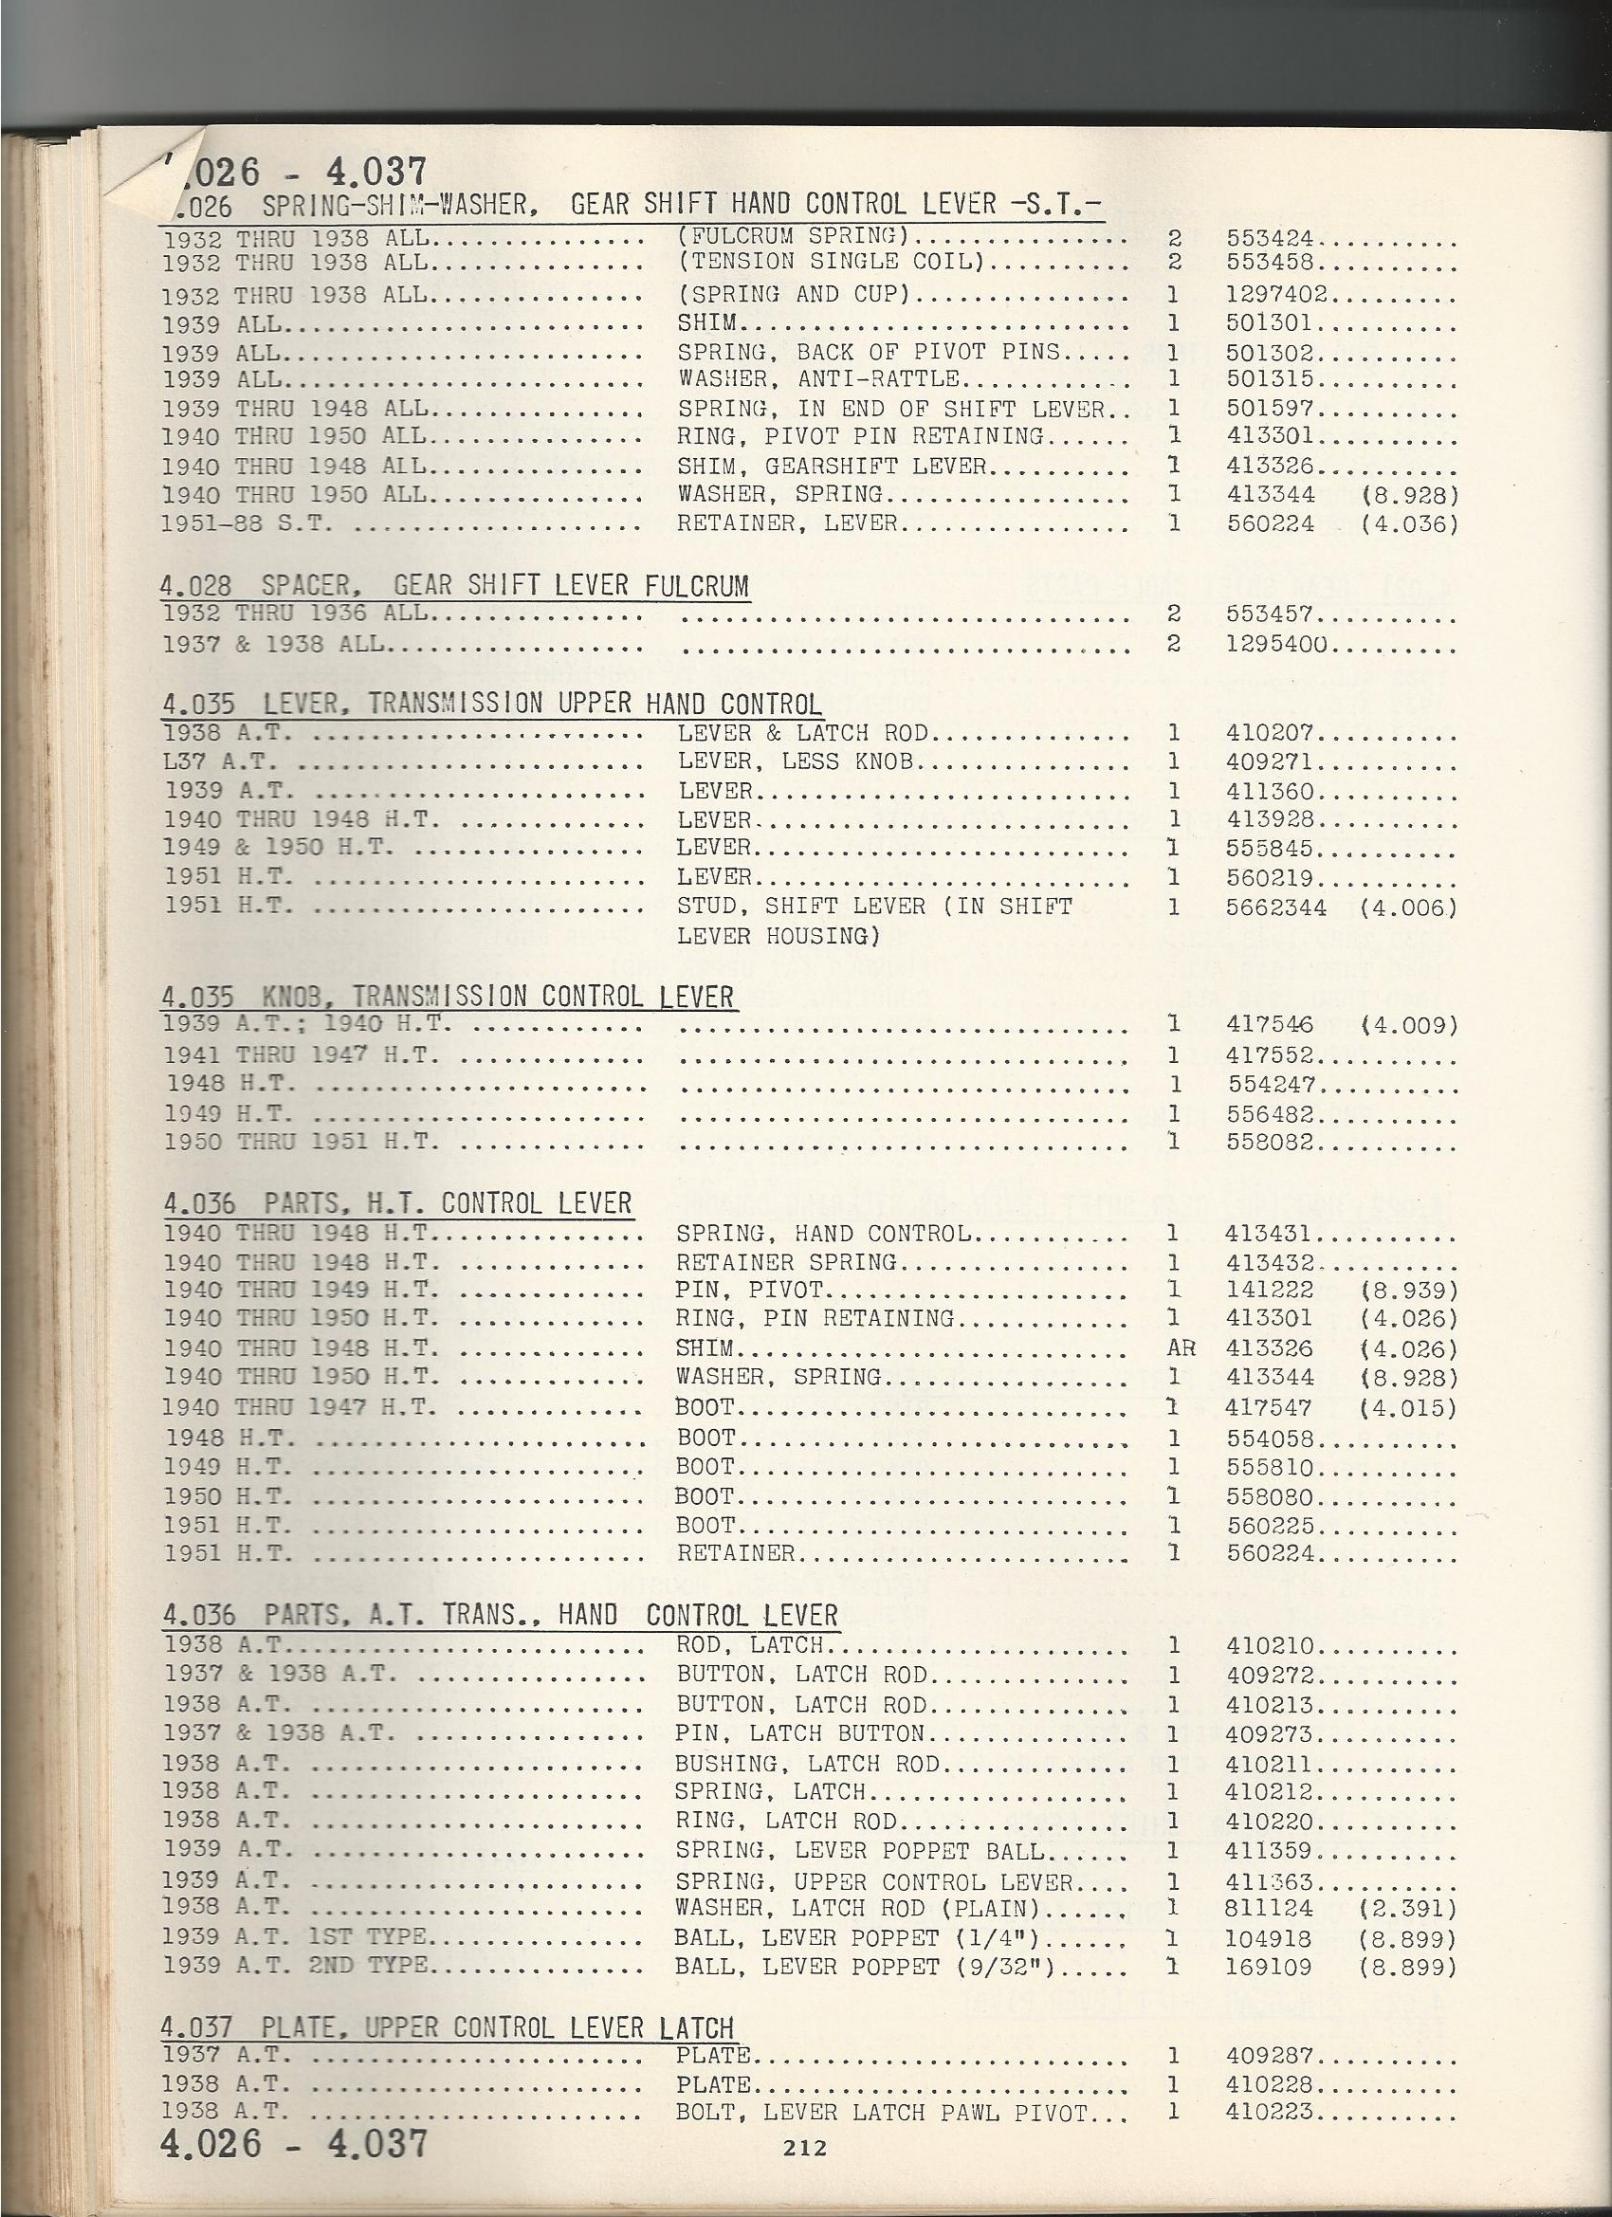 .026 - 4.037
.026 SPRING-SHIM-WASHER, GEAR SHIFT HAND CONTROL LEVER -S.T.-
1932 THRU 1938 ALL............... (FULCRUM SPRING)............... 2 553424..........
1932 THRU 1938 ALL............... (TENSION SINGLE COIL).......... 2 553458..........
1932 THRU 1938 ALL............... (SPRING AND CUP)............... 1 1297402.........
1939 ALL......................... SHIM........................... 1 501301..........
1939 ALL......................... SPRING, BACK OF PIVOT PINS..... 1 501302..........
1939 ALL......................... WASHER, ANTI-RATTLE............ 1 501315..........
1939 THRU 1948 ALL............... SPRING, IN END OF SHIFT LEVER.. 1 501597..........
1940 THRU 1950 ALL............... RING, PIVOT PIN RETAINING...... 1 413301..........
1940 THRU 1948 ALL............... SHIM, GEARSHIFT LEVER.......... 1 413326..........
1940 THRU 1950 ALL............... WASHER, SPRING................. 1 413344 (8.928)
1951-88 S.T. .................... RETAINER, LEVER................ 1 560224 (4.036)
4.028 SPACER, GEAR SHIFT LEVER FULCRUM
1932 THRU 1936 ALL............... ............................... 2 553457..........
1937 & 1938 ALL.................. ............................... 2 1295400.........
4.035 LEVER, TRANSMISSION UPPER HAND CONTROL
1938 A.T. ....................... LEVER & LATCH ROD.............. 1 410207..........
L37 A.T. ........................ LEVER, LESS KNOB............... 1 409271..........
1939 A.T. ....................... LEVER.......................... 1 411360..........
1940 THRU 1948 H.T. ............. LEVER.......................... 1 413928..........
1949 & 1950 H.T. ................ LEVER.......................... 1 555845..........
1951 H.T. ....................... LEVER.......................... 1 560219..........
1951 H.T. ....................... STUD, SHIFT LEVER (IN SHIFT 1 5662344 (4.006)
LEVER HOUSING)
4.035 KNOB, TRANSMISSION CONTROL LEVER
1939 A.T.; 1940 H.T. ............ ............................... 1 417546 (4.009)
1941 THRU 1947 H.T. ............. ............................... 1 417552..........
1948 H.T. ....................... ............................... 1 554247..........
1949 H.T. ....................... ............................... 1 556482..........
1950 THRU 1951 H.T. ............. ............................... 1 558082..........
4.036 PARTS, H.T. CONTROL LEVER
1940 THRU 1948 H.T............... SPRING, HAND CONTROL........... 1 413431..........
1940 THRU 1948 H.T. ............. RETAINER SPRING................ 1 413432..........
1940 THRU 1949 H.T. ............. PIN, PIVOT..................... 1 141222 (8.939)
1940 THRU 1950 H.T. ............. RING, PIN RETAINING............ 1 413301 (4.026)
1940 THRU 1948 H.T. ............. SHIM........................... AR 413326 (4.026)
1940 THRU 1950 H.T. ............. WASHER, SPRING................. 1 413344 (8.928)
1940 THRU 1947 H.T. ............. BOOT........................... 1 417547 (4.015)
1948 H.T. ....................... BOOT........................... 1 554058..........
1949 H.T. ....................... BOOT........................... 1 555810..........
1950 H.T. ....................... BOOT........................... 1 558080..........
1951 H.T. ....................... BOOT........................... 1 560225..........
1951 H.T. ....................... RETAINER....................... 1 560224..........
4.036 PARTS, A.T. TRANS., HAND CONTROL LEVER
1938 A.T......................... ROD, LATCH..................... 1 410210..........
1937 & 1938 A.T. ................ BUTTON, LATCH ROD.............. 1 409272..........
1938 A.T. ....................... BUTTON, LATCH ROD.............. 1 410213..........
1937 & 1938 A.T. ................ PIN, LATCH BUTTON.............. 1 409273..........
1938 A.T. ....................... BUSHING, LATCH ROD............. 1 410211..........
1938 A.T. ....................... SPRING, LATCH.................. 1 410212..........
1938 A.T. ....................... RING, LATCH ROD................ 1 410220..........
1939 A.T. ....................... SPRING, LEVER POPPET BALL...... 1 411359..........
1939 A.T. ....................... SPRING, UPPER CONTROL LEVER.... 1 411363..........
1938 A.T. ....................... WASHER, LATCH ROD (PLAIN)...... 1 811124 (2.391)
1939 A.T. 1ST TYPE............... BALL, LEVER POPPET (1/4")...... 1 104918 (8.899)
1939 A.T. 2ND TYPE............... BALL, LEVER POPPET (9/32")..... 1 169109 (8.899)
4.037 PLATE, UPPER CONTROL LEVER LATCH
1937 A.T. ....................... PLATE.......................... 1 409287..........
1938 A.T. ....................... PLATE.......................... 1 410228..........
1938 A.T. ....................... BOLT, LEVER LATCH PAWL PIVOT... 1 410223..........
4.026 - 4.037 212